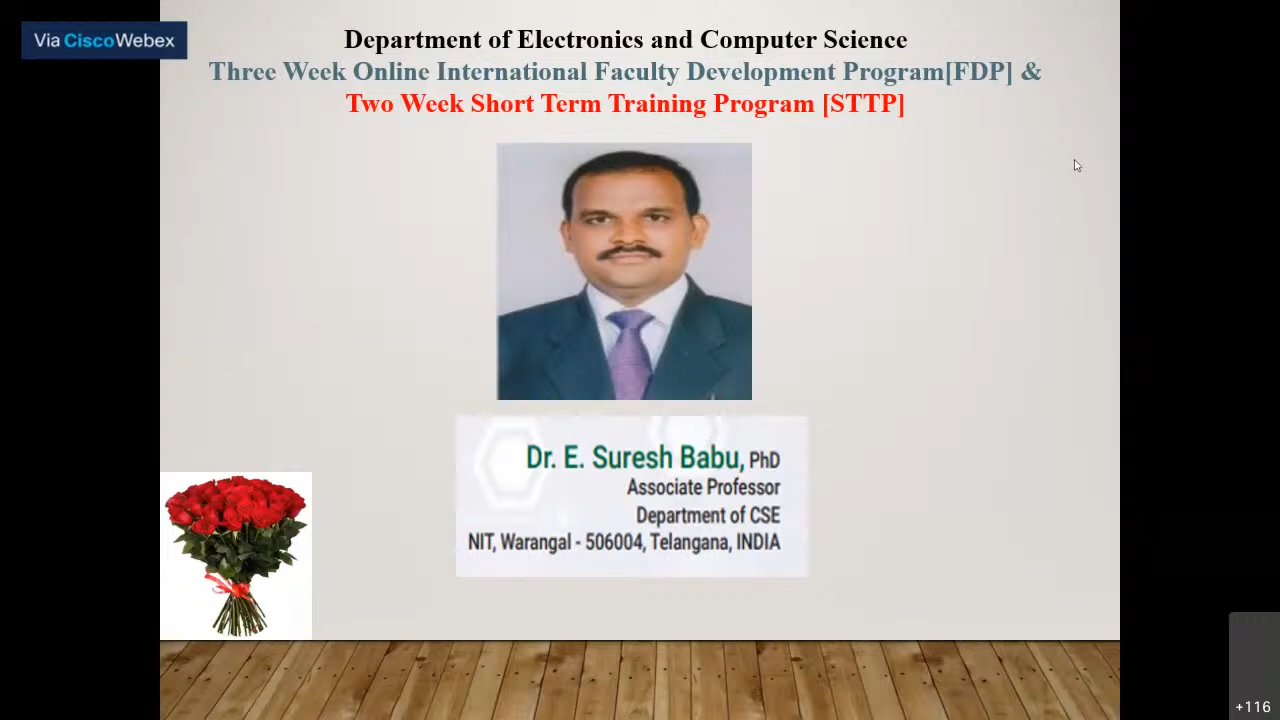 Via CiscoWebex
Department of Electronics and Computer Science
Three Week Online International Faculty Development Program[FDP] &
Two Week Short Term Training Program [STTP]
Dr. E. Suresh Babu, PhD
Associate Professor
Department of CSE
NIT, Warangal - 506004, Telangana, INDIA
+116